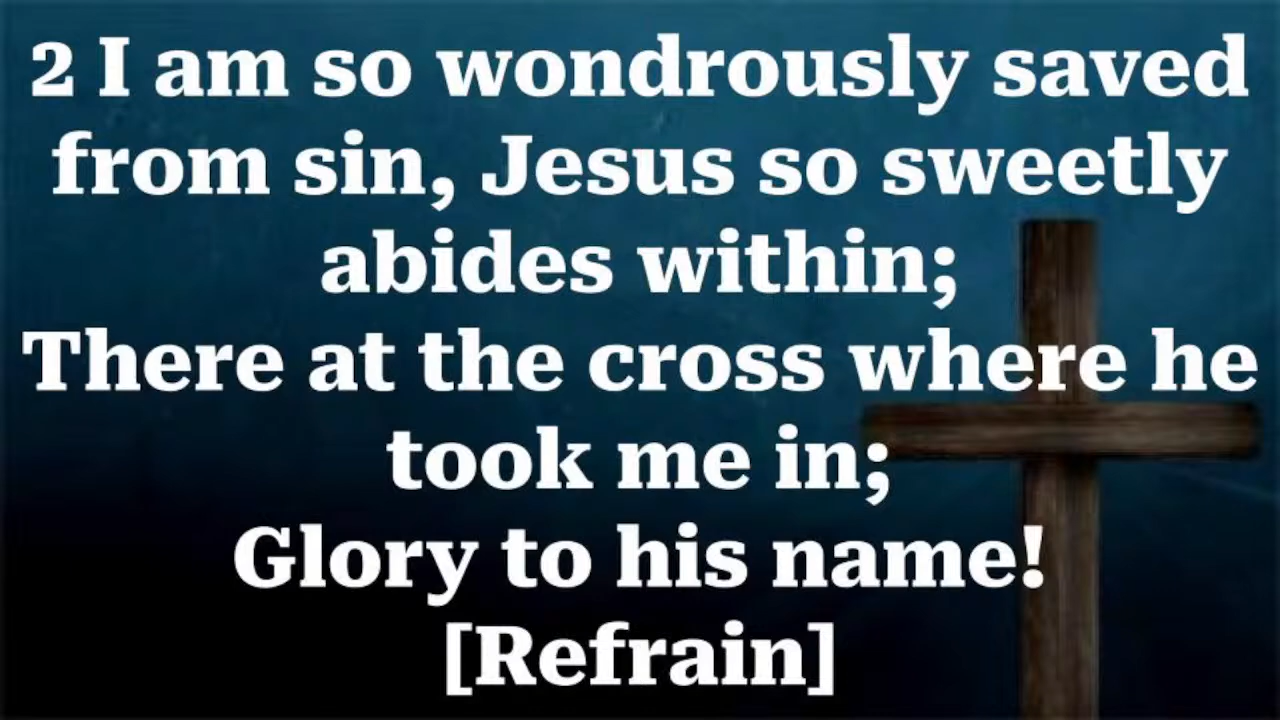 2 I am so wondrously saved
from sin, Jesus so sweetly
abides within;
There at the cross where he
took me in;
Glory to his name!
[Refrain]